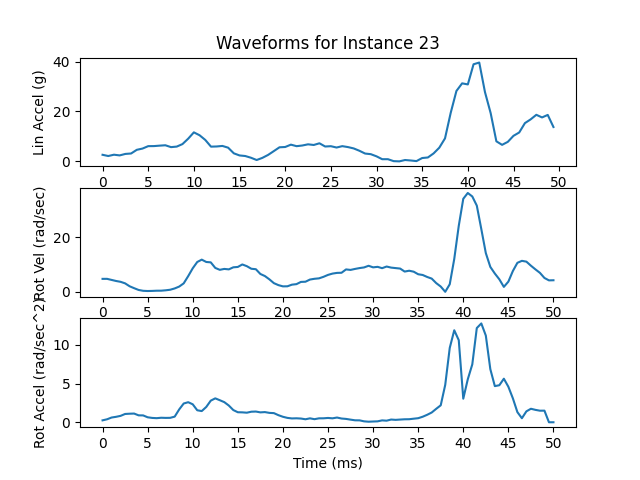 Waveforms for Instance 23
40
20
0
Lin Accel (g)
0 5 10 15 20 25 30 35 40 45 50
20
0
Rot Vel (rad/sec)
0 5 10 15 20 25 30 35 40 45 50
10
5
0
Rot Accel (rad/sec^2)
0 5 10 15 20 25 30 35 40 45 50
Time (ms)